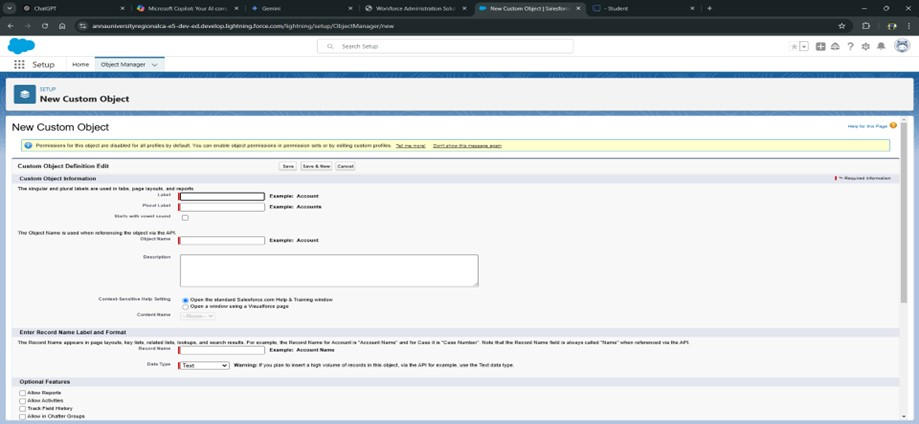 ChatGPT
Microsoft Copilot: Your AI com
Gemini
Workforce Administration Solut
New Custom Object | Salesforce
- Student
annauniversityregionalca-e5-dev-ed.develop.lightning.force.com/lightning/setup/ObjectManager/new
Search Setup
Setup
Home
Object Manager
SETUP
New Custom Object
New Custom Object
Help for this Page
Permissions for this object are disabled for all profiles by default. You can enable object permissions in permission sets or by editing custom profiles. Tell me more! Don't show this message again
Custom Object Definition Edit
Save
Save & New
Cancel
Custom Object Information
= Required Information
The singular and plural labels are used in tabs, page layouts, and reports.
Label
Example: Account
Plural Label
Example: Accounts
Starts with vowel sound
The Object Name is used when referencing the object via the API.
Object Name
Example: Account
Description
Context-Sensitive Help Setting
Open the standard Salesforce.com Help & Training window
Open a window using a Visualforce page
Content Name
--None--
Enter Record Name Label and Format
The Record Name appears in page layouts, key lists, related lists, lookups, and search results. For example, the Record Name for Account is "Account Name" and for Case it is "Case Number". Note that the Record Name field is always called "Name" when referenced via the API.
Record Name
Example: Account Name
Data Type
Text
Warning: If you plan to insert a high volume of records in this object, via the API for example, use the Text data type.
Optional Features
Allow Reports
Allow Activities
Track Field History
Allow in Chatter Groups